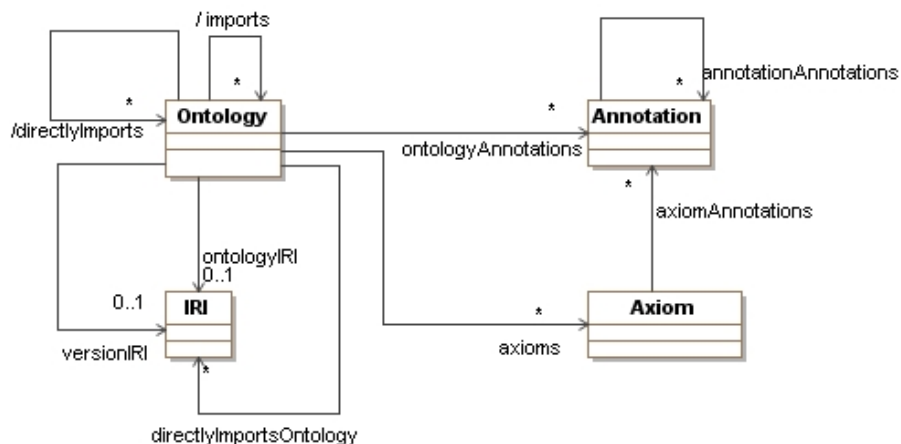 / imports
*
*
*
annotationAnnotations
Ontology
*
Annotation
/directlyImports
ontologyAnnotations
*
axiomAnnotations
ontologyIRI
0..1
0..1
IRI
*
Axiom
versionIRI
axioms
*
directlyImportsOntology